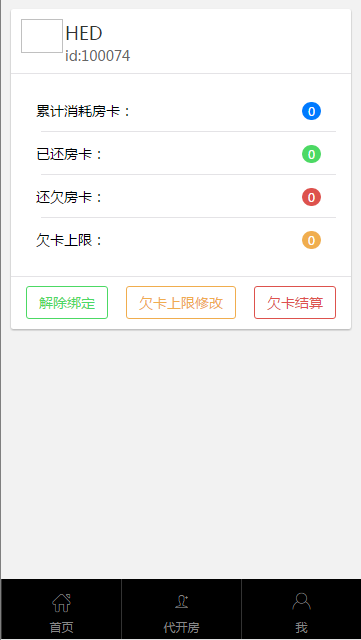 HED
id:100074
累计消耗房卡： 0
已还房卡： 0
还欠房卡： 0
欠卡上限： 0
解除绑定 欠卡上限修改 欠卡结算
首页 代开房 我